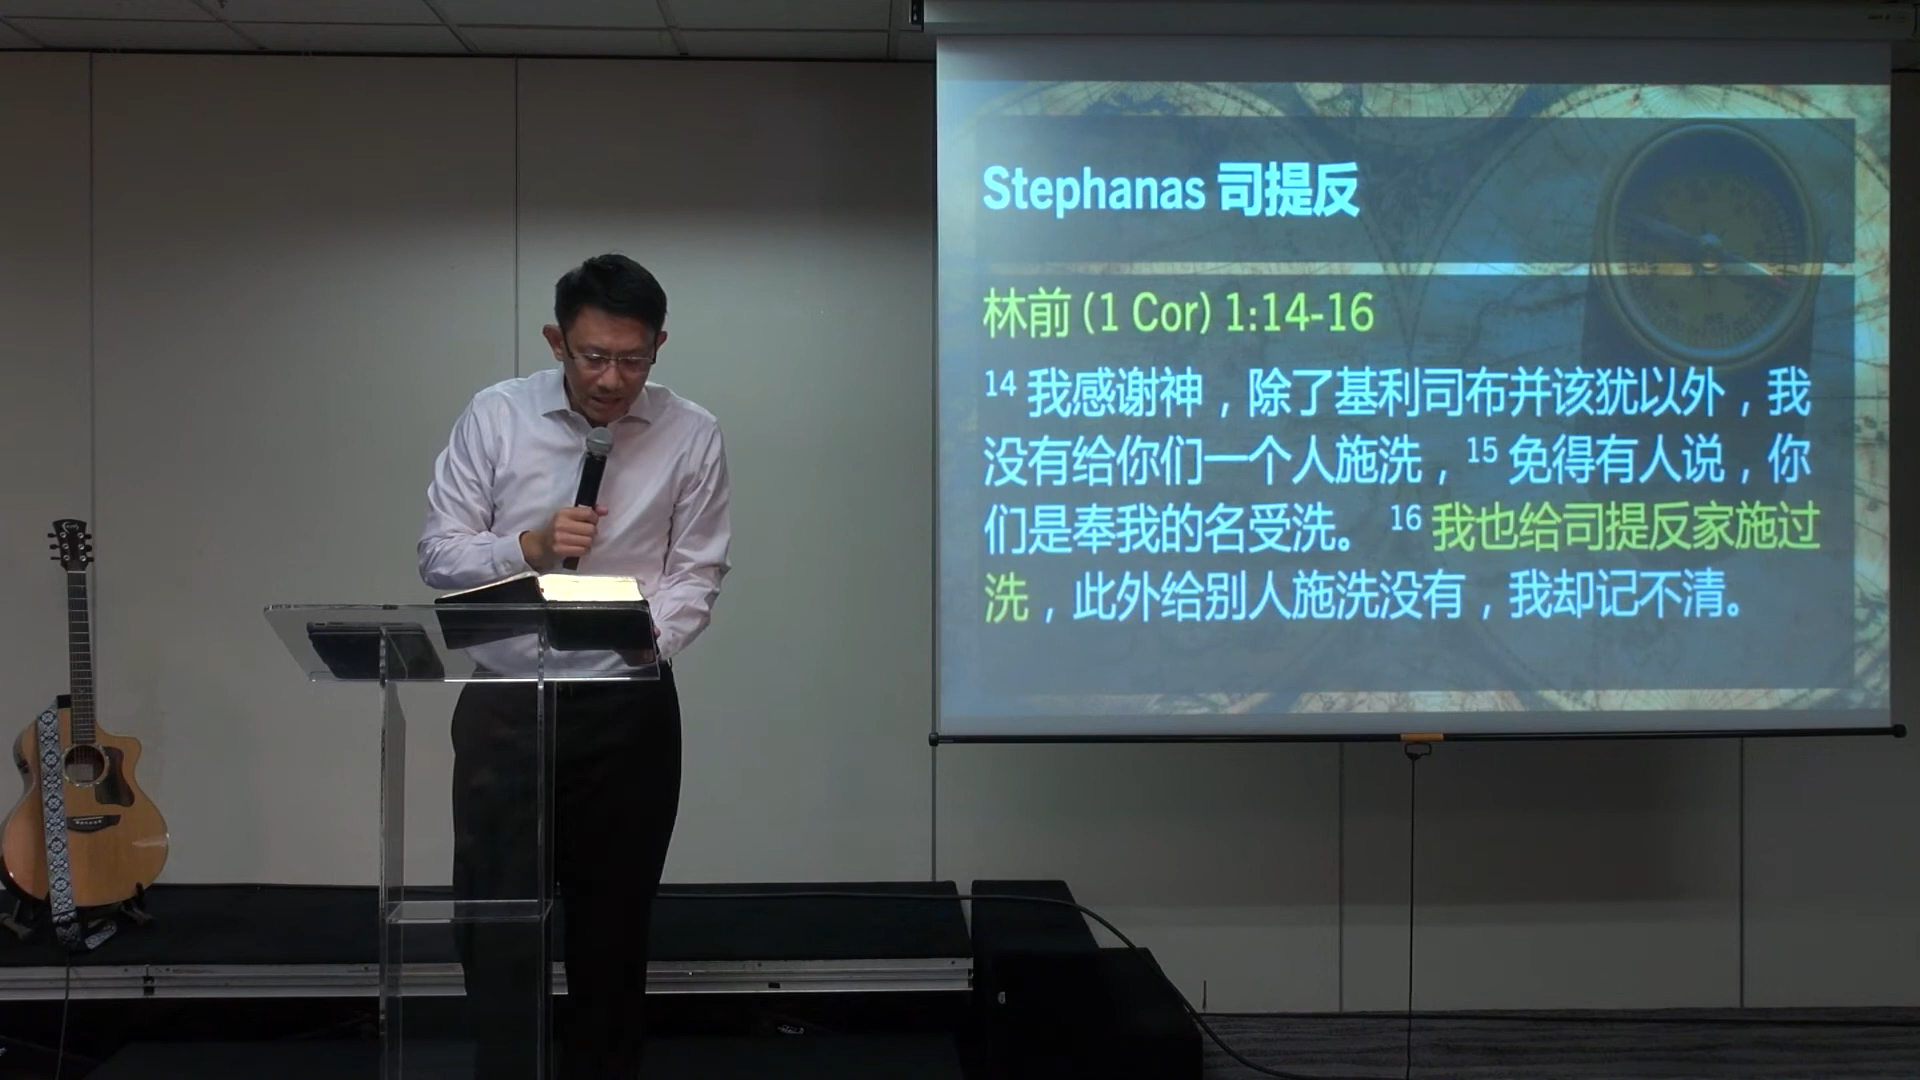 Stephanas 司提反
林前 (1 Cor) 1:14-16
14 我感谢神，除了基利司布并该犹以外，我
没有给你们一个人施洗，15 免得有人说，你
们是奉我的名受洗。 16 我也给司提反家施过
洗，此外给别人施洗没有，我却记不清。